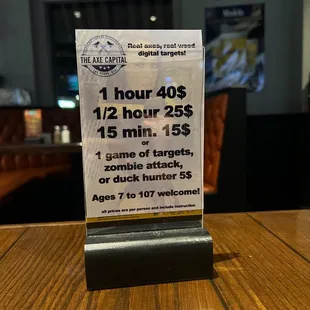 THE AXE CAPITAL
Real axes, real wood
digital targets!
1 hour 40$
1/2 hour 25$
15 min. 15$
or
1 game of targets,
zombie attack,
or duck hunter 5$
Ages 7 to 107 welcome!
all prices are per person and include instruction